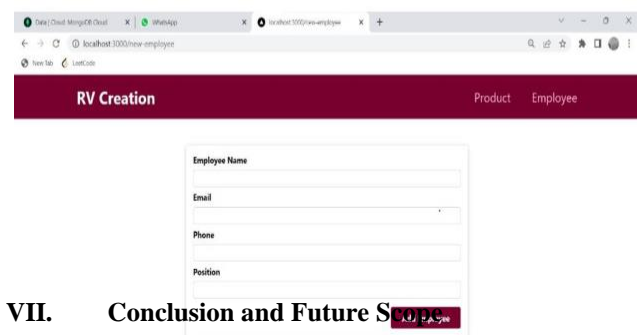 Data | Cloud: MongoDB Cloud WhatsApp localhost:3000/new-employee
localhost:3000/new-employee
New Tab LeetCode
RV Creation Product Employee
Employee Name
Email
Phone
Position
VII. Conclusion and Future Scope